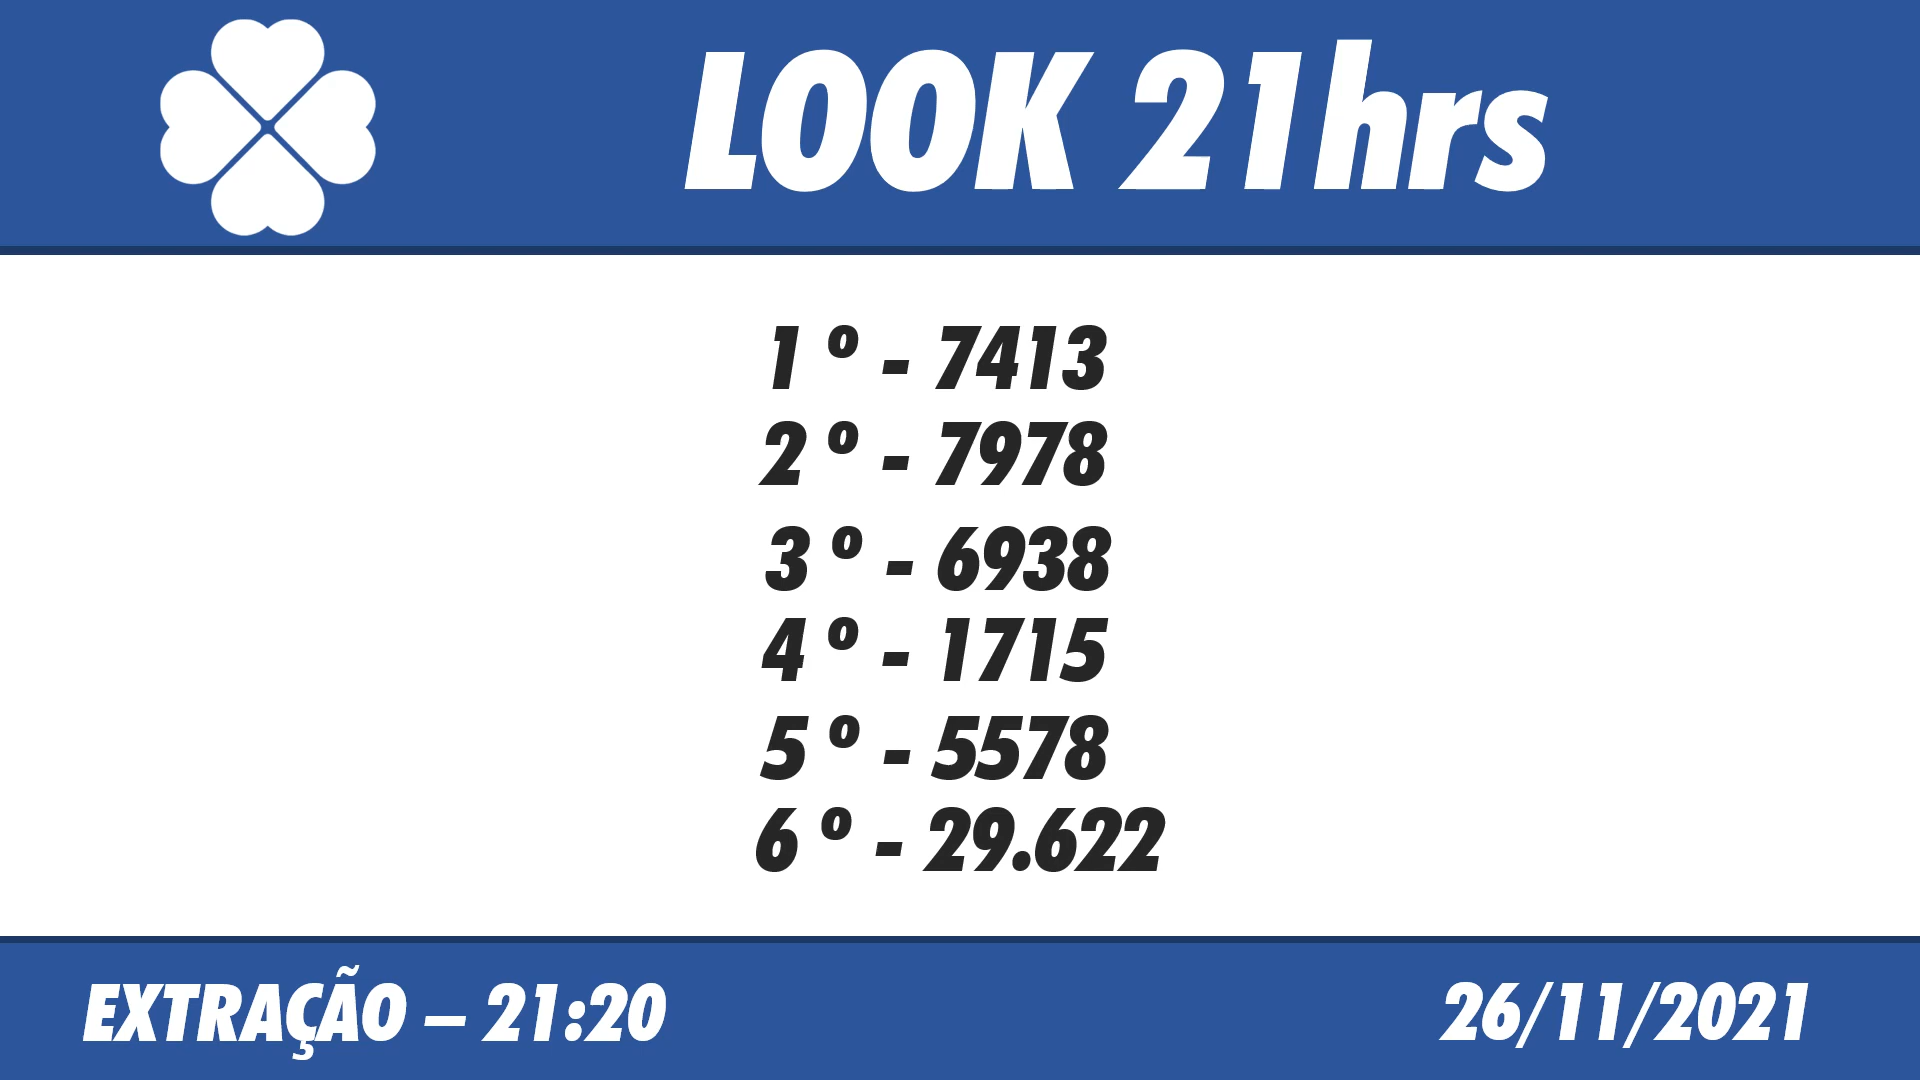 LOOK 21hrs
1 º - 7413
2 º - 7978
3 º - 6938
4 º - 1715
5 º - 5578
6 º - 29.622
EXTRAÇÃO – 21:20
26/11/2021